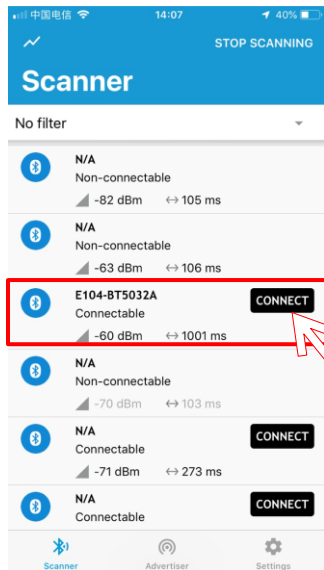 中国电信 14:07 40%
STOP SCANNING
Scanner
No filter
N/A
Non-connectable
-82 dBm ↔ 105 ms
N/A
Non-connectable
-63 dBm ↔ 106 ms
E104-BT5032A
Connectable
CONNECT
-60 dBm ↔ 1001 ms
N/A
Non-connectable
-70 dBm ↔ 103 ms
N/A
Connectable
CONNECT
-71 dBm ↔ 273 ms
N/A
Connectable
CONNECT
Scanner Advertiser Settings